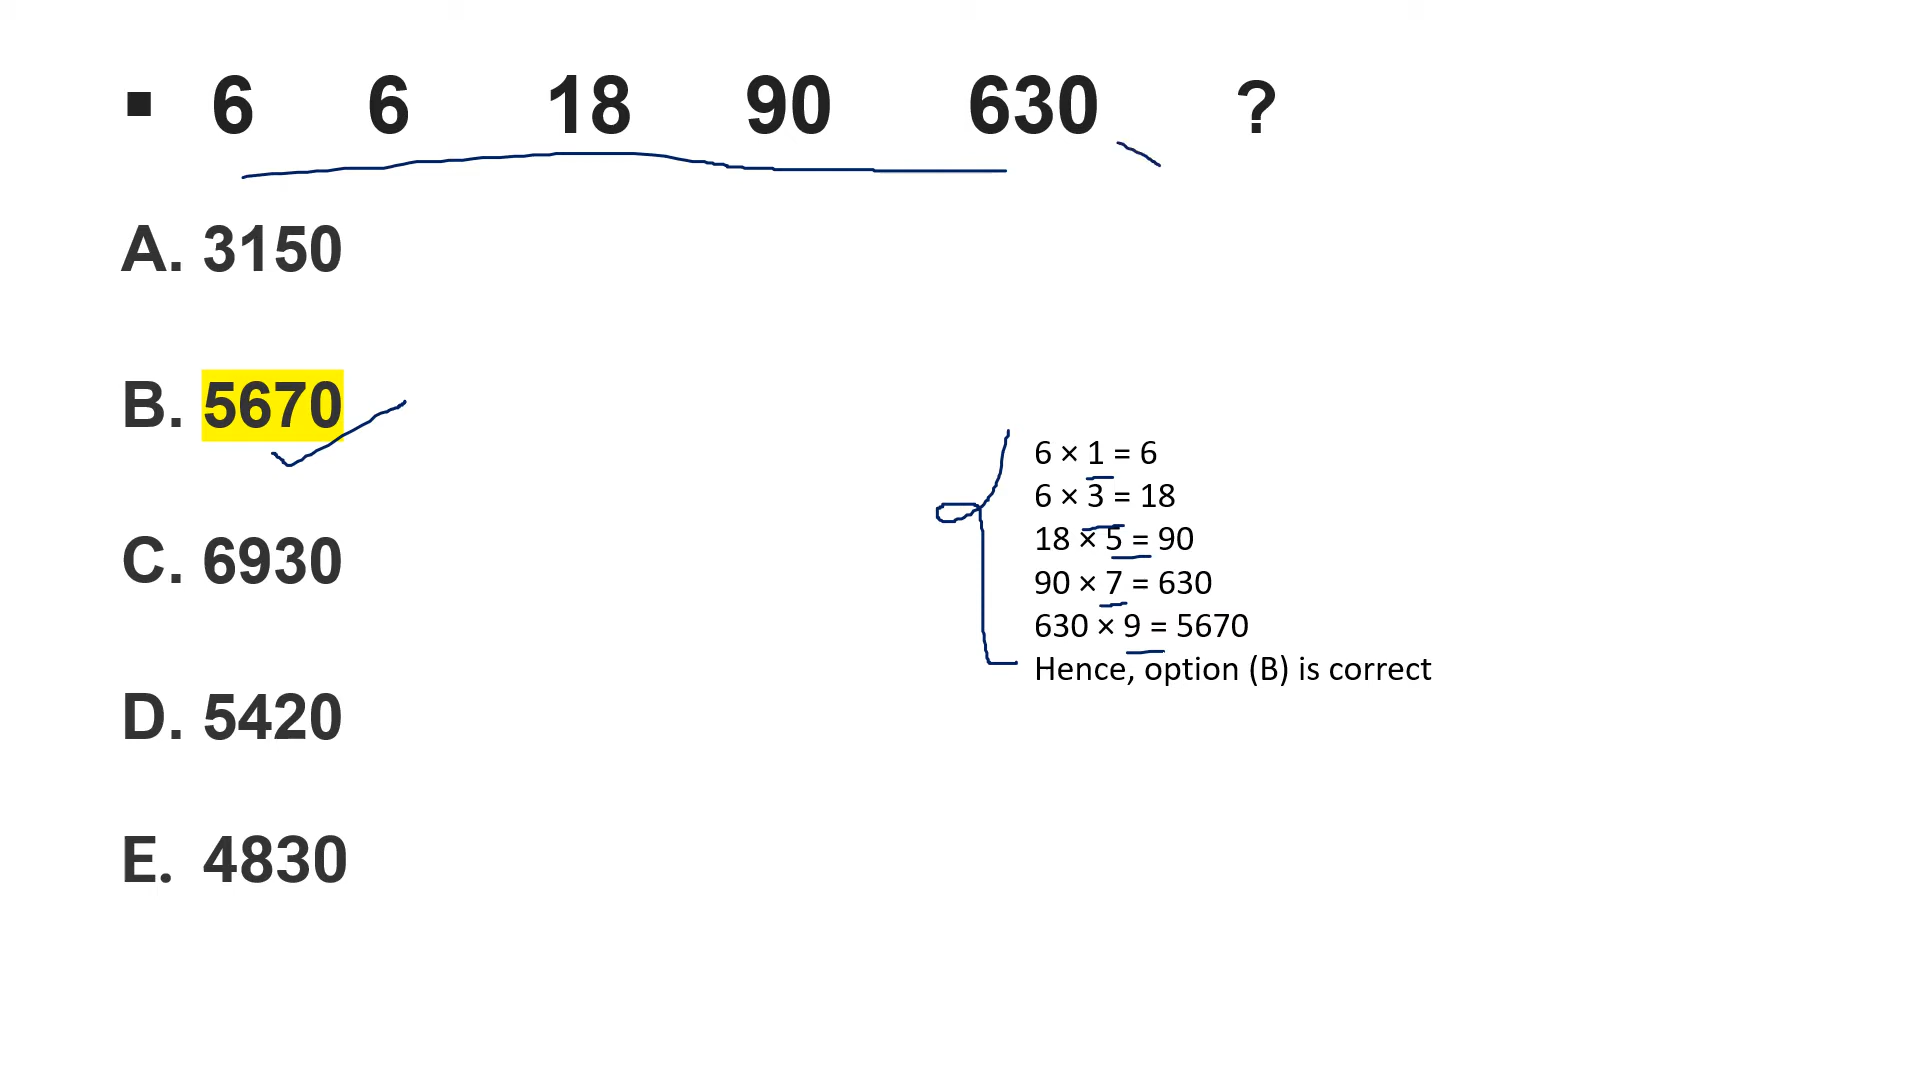 ▪ 6 6 18 90 630 ?
A. 3150
B. 5670
C. 6930
D. 5420
E. 4830
6 × 1 = 6
6 × 3 = 18
18 × 5 = 90
90 × 7 = 630
630 × 9 = 5670
Hence, option (B) is correct